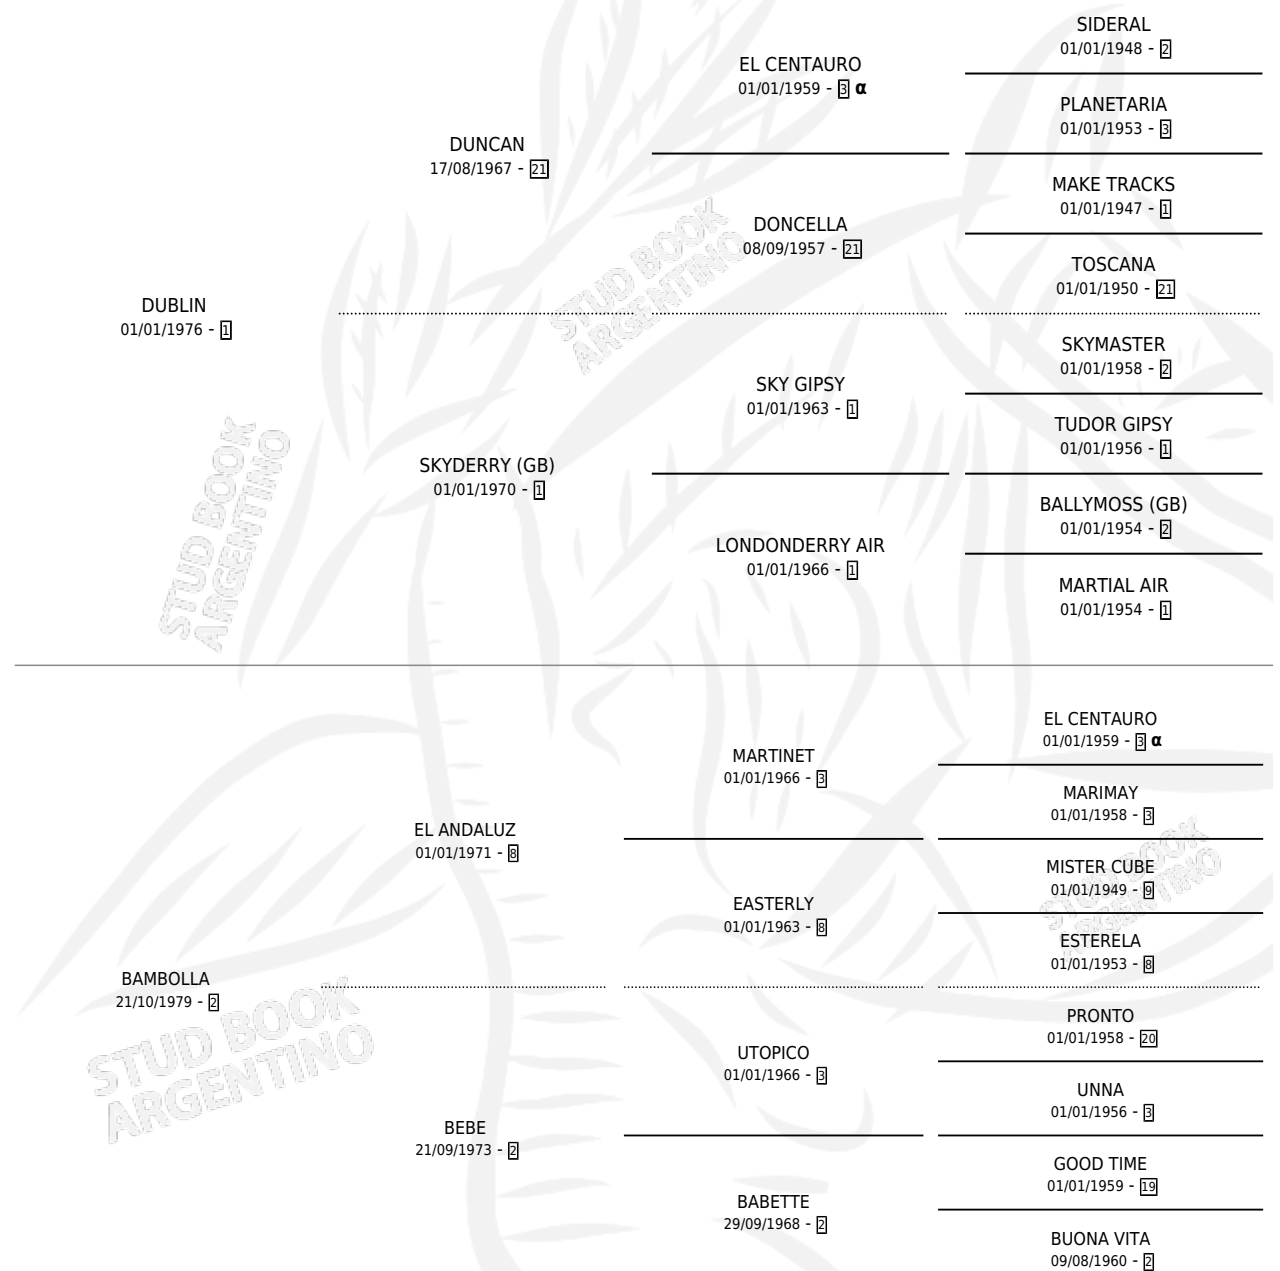 SIDERAL
01/01/1948 - 2
EL CENTAURO
01/01/1959 - 3 α
PLANETARIA
01/01/1953 - 3
DUNCAN
17/08/1967 - 21
MAKE TRACKS
01/01/1947 - 1
DONCELLA
08/09/1957 - 21
TOSCANA
01/01/1950 - 21
DUBLIN
01/01/1976 - 1
SKYMASTER
01/01/1958 - 2
SKY GIPSY
01/01/1963 - 1
TUDOR GIPSY
01/01/1956 - 1
SKYDERRY (GB)
01/01/1970 - 1
BALLYMOSS (GB)
01/01/1954 - 2
LONDONDERRY AIR
01/01/1966 - 1
MARTIAL AIR
01/01/1954 - 1
EL CENTAURO
01/01/1959 - 3 α
MARTINET
01/01/1966 - 3
MARIMAY
01/01/1958 - 3
EL ANDALUZ
01/01/1971 - 8
MISTER CUBE
01/01/1949 - 9
EASTERLY
01/01/1963 - 8
ESTERELA
01/01/1953 - 8
BAMBOLLA
21/10/1979 - 2
PRONTO
01/01/1958 - 20
UTOPICO
01/01/1966 - 3
UNNA
01/01/1956 - 3
BEBE
21/09/1973 - 2
GOOD TIME
01/01/1959 - 19
BABETTE
29/09/1968 - 2
BUONA VITA
09/08/1960 - 2
STUD BOOK
ARGENTINO
STUD BOOK
ARGENTINO
STUD BOOK
ARGENTINO
STUD BOOK
ARGENTINO